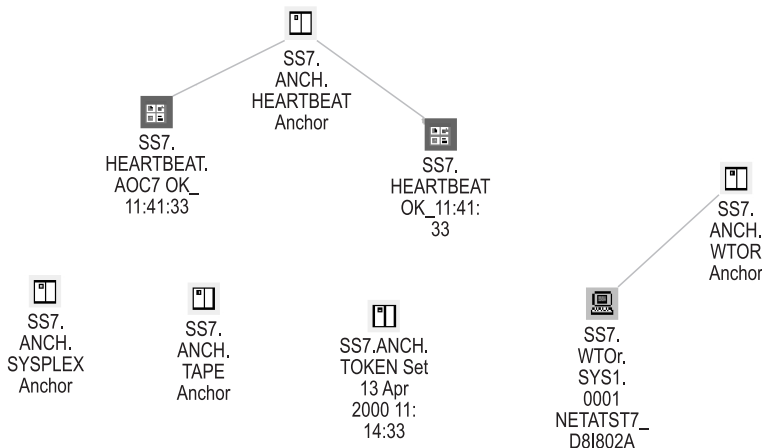 SS7.
ANCH.
HEARTBEAT
Anchor
SS7.
HEARTBEAT.
AOC7 OK_
11:41:33
SS7.
HEARTBEAT
OK_11:41:
33
SS7.
ANCH.
WTOR
Anchor
SS7.
ANCH.
SYSPLEX
Anchor
SS7.
ANCH.
TAPE
Anchor
SS7.ANCH.
TOKEN Set
13 Apr
2000 11:
14:33
SS7.
WTOr.
SYS1.
0001
NETATST7_
D8I802A